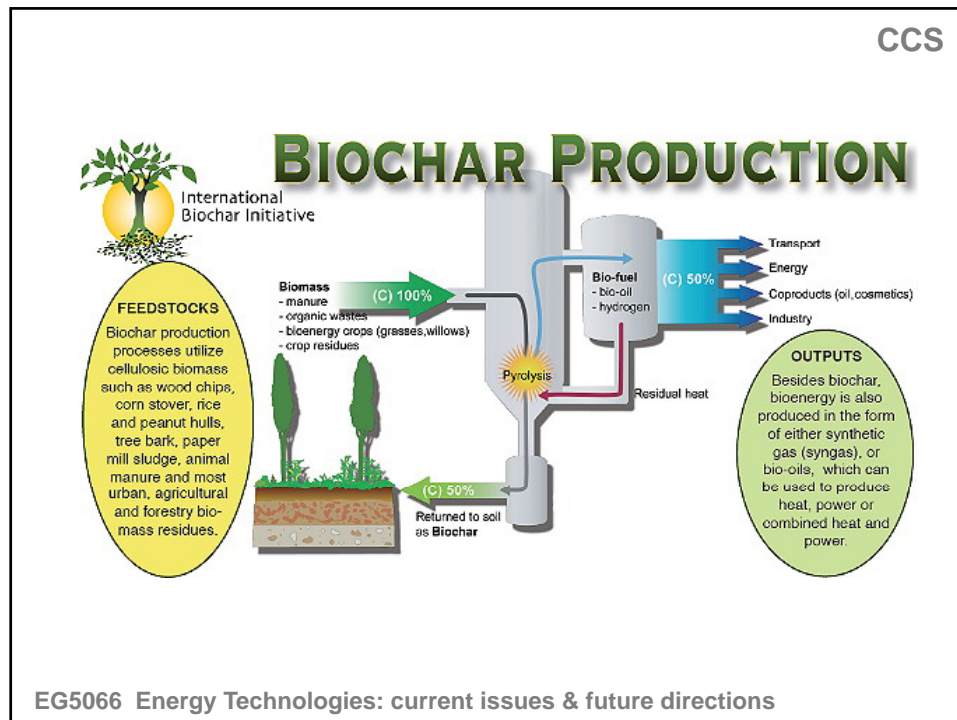 CCS
BIOCHAR PRODUCTION
International
Biochar Initiative
FEEDSTOCKS
Biochar production
processes utilize
cellulosic biomass
such as wood chips,
corn stover, rice
and peanut hulls,
tree bark, paper
mill sludge, animal
manure and most
urban, agricultural
and forestry bio-
mass residues.
Biomass
- manure
- organic wastes
- bioenergy crops (grasses,willows)
- crop residues
(C) 100%
Pyrolysis
Bio-fuel
- bio-oil
- hydrogen
(C) 50%
Transport
Energy
Coproducts (oil,cosmetics)
Industry
Residual heat
(C) 50%
Returned to soil
as Biochar
OUTPUTS
Besides biochar,
bioenergy is also
produced in the form
of either synthetic
gas (syngas), or
bio-oils, which can
be used to produce
heat, power or
combined heat and
power.
EG5066 Energy Technologies: current issues & future directions